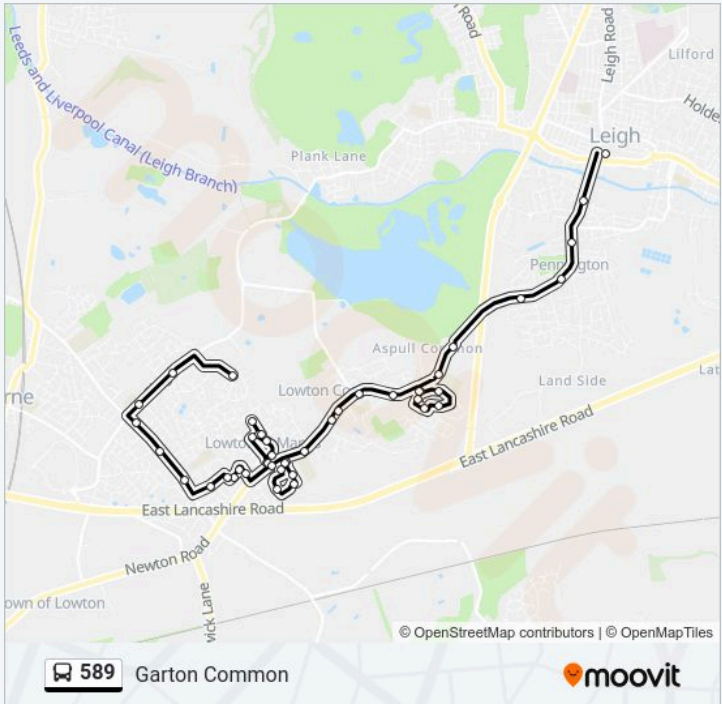 Road
Leigh Road
Lilford
Leeds and Liverpool Canal (Leigh Branch)
Holde
Leigh
Plank Lane
Pennington
Aspull Common
Land Side
Lat
rne
Lowton Co
Lowton
Ma
East Lancashire Road
East Lancashire Road
Newton Road
own of Lowton
wick Lane
© OpenStreetMap contributors | © OpenMapTiles
589 Garton Common
moovit